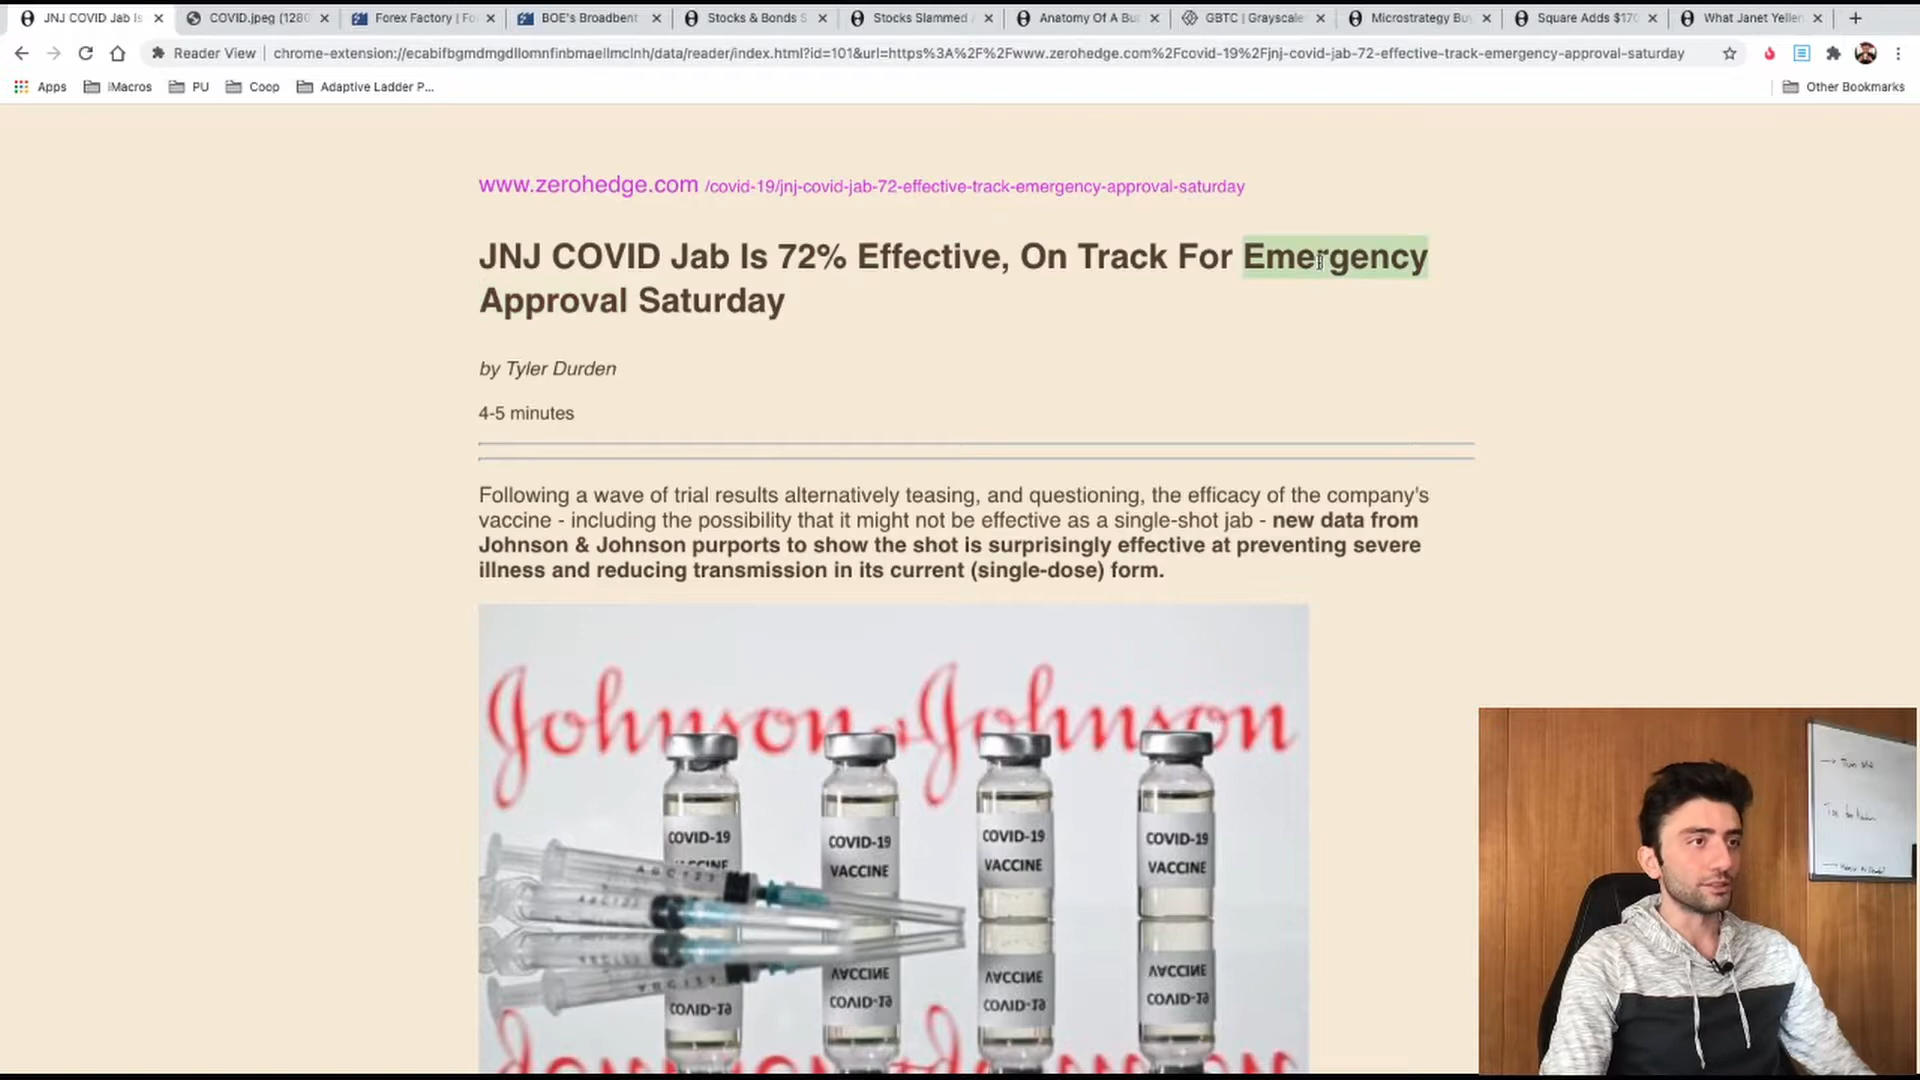 JNJ COVID Jab Is
COVID.jpeg (1280
Forex Factory | Fo
BOE's Broadbent
Stocks & Bonds S
Stocks Slammed
Anatomy Of A Bu
GBTC | Grayscale
Microstrategy Bu
Square Adds $170
What Janet Yellen
Reader View
chrome-extension://ecabifbgmdmgdllomnfinbmaellmclnh/data/reader/index.html?id=101&url=https%3A%2F%2Fwww.zerohedge.com%2Fcovid-19%2Fjnj-covid-jab-72-effective-track-emergency-approval-saturday
Apps
iMacros
PU
Coop
Adaptive Ladder P...
Other Bookmarks
www.zerohedge.com /covid-19/jnj-covid-jab-72-effective-track-emergency-approval-saturday
JNJ COVID Jab Is 72% Effective, On Track For Emergency
Approval Saturday
by Tyler Durden
4-5 minutes
Following a wave of trial results alternatively teasing, and questioning, the efficacy of the company's
vaccine - including the possibility that it might not be effective as a single-shot jab - new data from
Johnson & Johnson purports to show the shot is surprisingly effective at preventing severe
illness and reducing transmission in its current (single-dose) form.
Johnson & Johnson
COVID-19
VACCINE
COVID-19
VACCINE
COVID-19
VACCINE
COVID-19
VACCINE